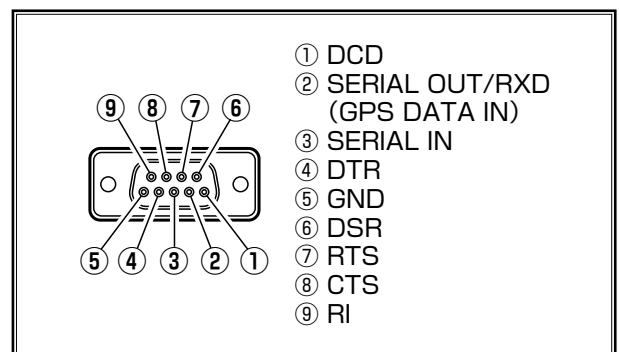 ① DCD
② SERIAL OUT/RXD
(GPS DATA IN)
③ SERIAL IN
④ DTR
⑤ GND
⑥ DSR
⑦ RTS
⑧ CTS
⑨ RI
⑨ ⑧ ⑦ ⑥
⑤ ④ ③ ② ①